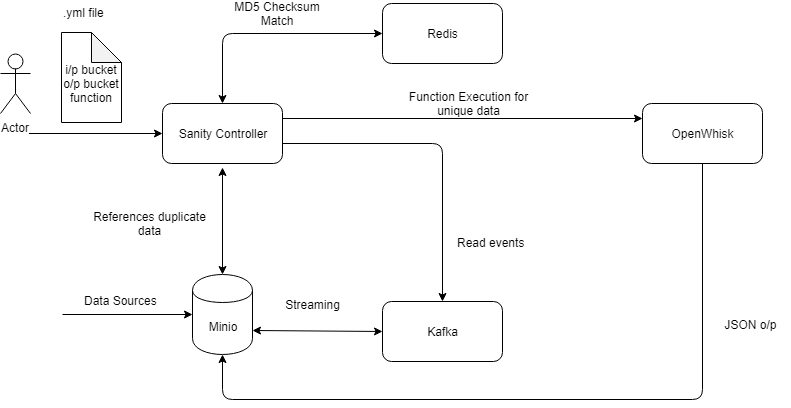 MD5 Checksum
Match
.yml file
Redis
i/p bucket
o/p bucket
function
Function Execution for
unique data
Actor
Sanity Controller
OpenWhisk
References duplicate
data
Read events
Data Sources
Streaming
Minio
Kafka
JSON o/p